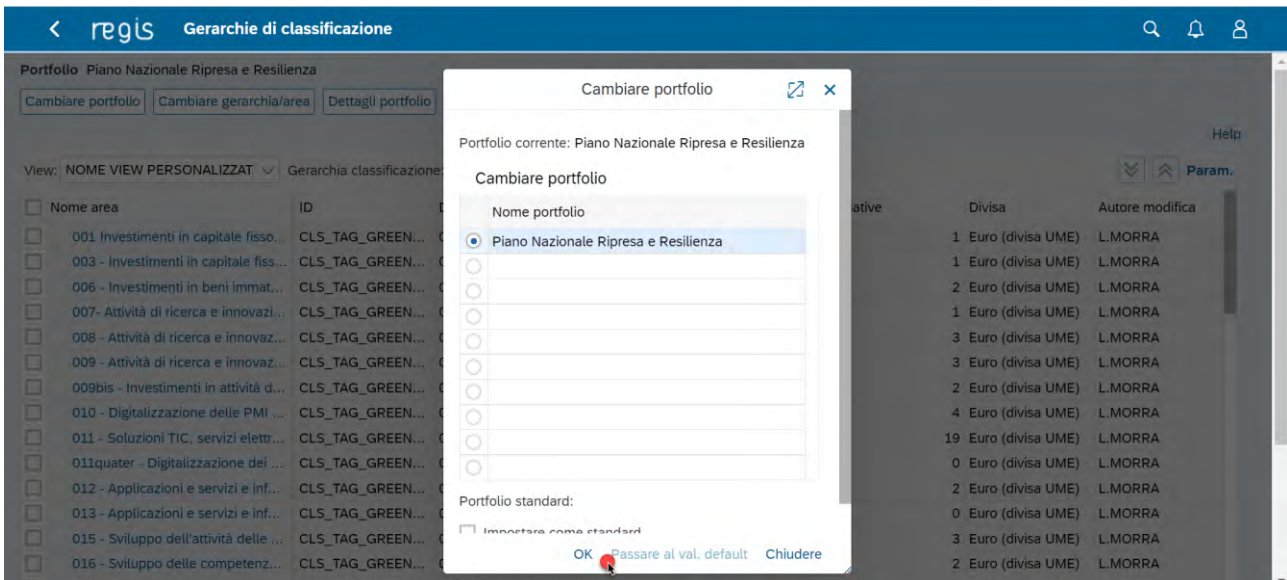 regis Gerarchie di classificazione
Portfolio Piano Nazionale Ripresa e Resilienza
Cambiare portfolio Cambiare gerarchia/area Dettagli portfolio
Help
View: NOME VIEW PERSONALIZZAT Gerarchia classificazione: Param.
Nome area ID ative Divisa Autore modifica
001 Investimenti in capitale fisso... CLS_TAG_GREEN... 1 Euro (divisa UME) L.MORRA
003 - Investimenti in capitale fiss... CLS_TAG_GREEN... 1 Euro (divisa UME) L.MORRA
006 - Investimenti in beni immat... CLS_TAG_GREEN... 2 Euro (divisa UME) L.MORRA
007- Attività di ricerca e innovazi... CLS_TAG_GREEN... 1 Euro (divisa UME) L.MORRA
008 - Attività di ricerca e innovaz... CLS_TAG_GREEN... 3 Euro (divisa UME) L.MORRA
009 - Attività di ricerca e innovaz... CLS_TAG_GREEN... 3 Euro (divisa UME) L.MORRA
009bis - Investimenti in attività d... CLS_TAG_GREEN... 2 Euro (divisa UME) L.MORRA
010 - Digitalizzazione delle PMI ... CLS_TAG_GREEN... 4 Euro (divisa UME) L.MORRA
011 - Soluzioni TIC, servizi elettr... CLS_TAG_GREEN... 19 Euro (divisa UME) L.MORRA
011quater - Digitalizzazione dei ... CLS_TAG_GREEN... 0 Euro (divisa UME) L.MORRA
012 - Applicazioni e servizi e inf... CLS_TAG_GREEN... 2 Euro (divisa UME) L.MORRA
013 - Applicazioni e servizi e inf... CLS_TAG_GREEN... 0 Euro (divisa UME) L.MORRA
015 - Sviluppo dell'attività delle ... CLS_TAG_GREEN... 3 Euro (divisa UME) L.MORRA
016 - Sviluppo delle competenz... CLS_TAG_GREEN... 2 Euro (divisa UME) L.MORRA
Cambiare portfolio
Portfolio corrente: Piano Nazionale Ripresa e Resilienza
Cambiare portfolio
Nome portfolio
Piano Nazionale Ripresa e Resilienza
Portfolio standard:
Impostare come standard
OK Passare al val. default Chiudere